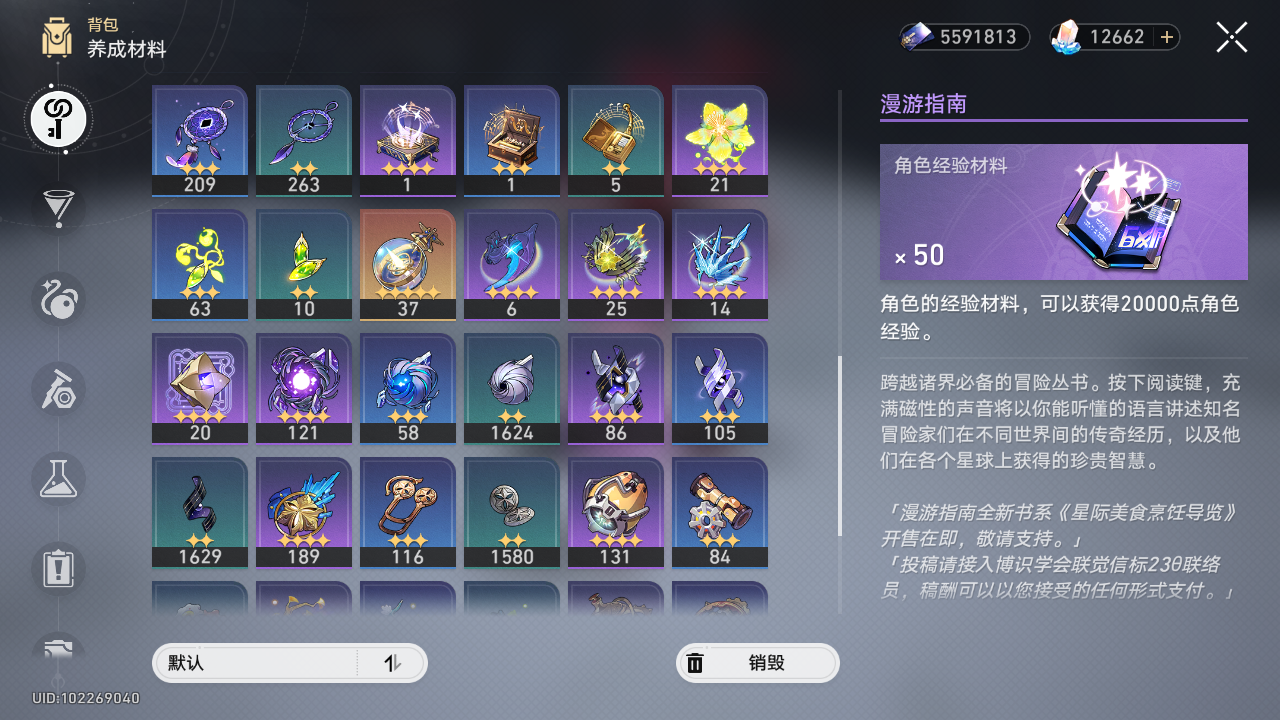 背包
养成材料
5591813
12662
漫游指南
角色经验材料
× 50
角色的经验材料，可以获得20000点角色
经验。
跨越诸界必备的冒险丛书。按下阅读键，充
满磁性的声音将以你能听懂的语言讲述知名
冒险家们在不同世界间的传奇经历，以及他
们在各个星球上获得的珍贵智慧。
「漫游指南全新书系《星际美食烹饪导览》
开售在即，敬请支持。」
「投稿请接入博识学会联觉信标230联络
员，稿酬可以以您接受的任何形式支付。」
209 263 1 1 5 21
63 10 37 6 25 14
20 121 58 1624 86 105
1629 189 116 1580 131 84
默认
销毁
UID:102269040